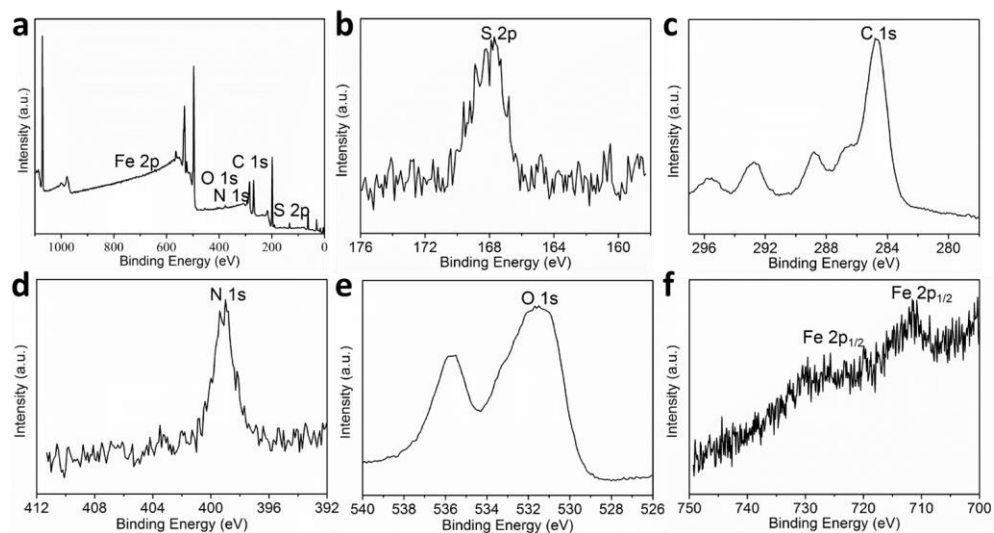 a
Intensity (a.u.)
Fe 2p
O 1s
N 1s
C 1s
S 2p
1000 800 600 400 200 0
Binding Energy (eV)
b
Intensity (a.u.)
S 2p
176 172 168 164 160
Binding Energy (eV)
c
Intensity (a.u.)
C 1s
296 292 288 284 280
Binding Energy (eV)
d
Intensity (a.u.)
N 1s
412 408 404 400 396 392
Binding Energy (eV)
e
Intensity (a.u.)
O 1s
540 538 536 534 532 530 528 526
Binding Energy (eV)
f
Intensity (a.u.)
Fe 2p1/2
Fe 2p1/2
750 740 730 720 710 700
Binding Energy (eV)